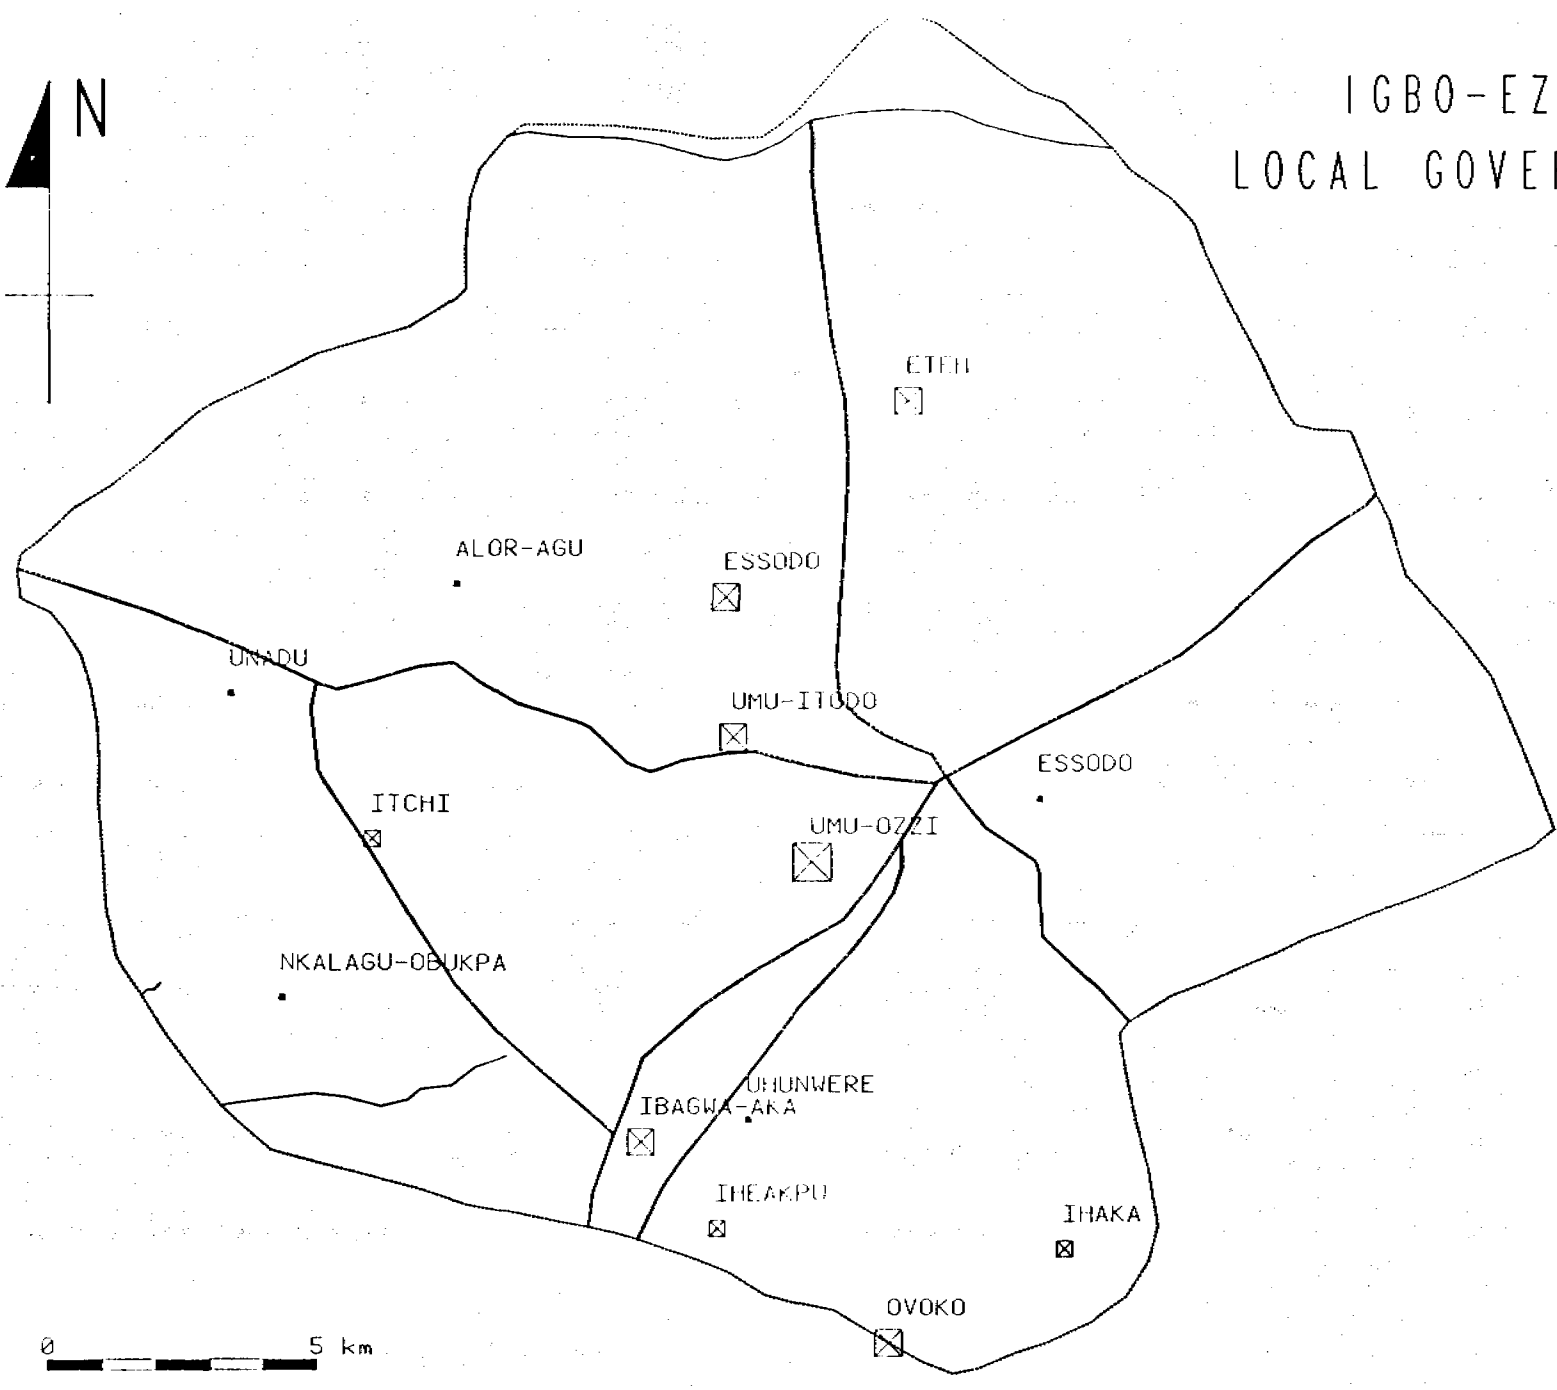 N
IGBO-EZ
LOCAL GOVE
ETEH
ALOR-AGU
ESSODO
UNADU
UMU-ITODO
ESSODO
ITCHI
UMU-OZZI
NKALAGU-OBUKPA
UHUNWERE
IBAGWA-AKA
IHEAKPU
IHAKA
OVOKO
0 5 km